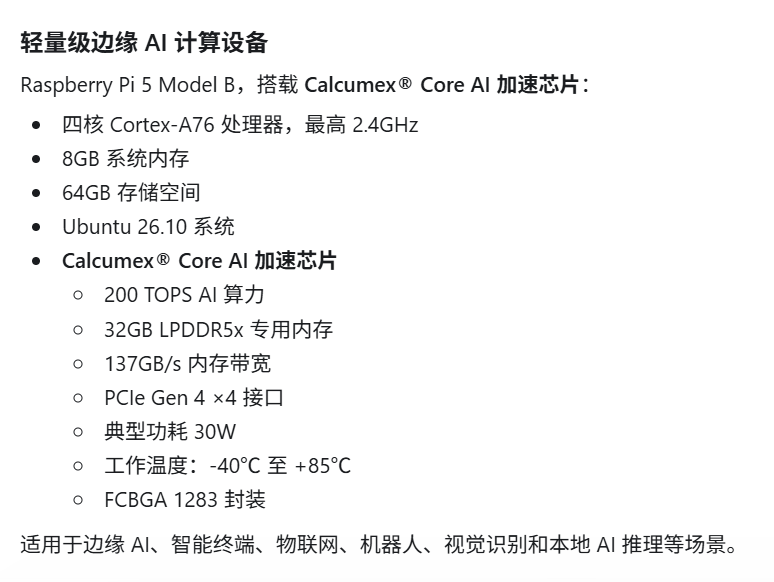 轻量级边缘 AI 计算设备
Raspberry Pi 5 Model B，搭载 Calcumex® Core AI 加速芯片：
• 四核 Cortex-A76 处理器，最高 2.4GHz
• 8GB 系统内存
• 64GB 存储空间
• Ubuntu 26.10 系统
• Calcumex® Core AI 加速芯片
○ 200 TOPS AI 算力
○ 32GB LPDDR5x 专用内存
○ 137GB/s 内存带宽
○ PCIe Gen 4 ×4 接口
○ 典型功耗 30W
○ 工作温度：-40℃ 至 +85℃
○ FCBGA 1283 封装
适用于边缘 AI、智能终端、物联网、机器人、视觉识别和本地 AI 推理等场景。